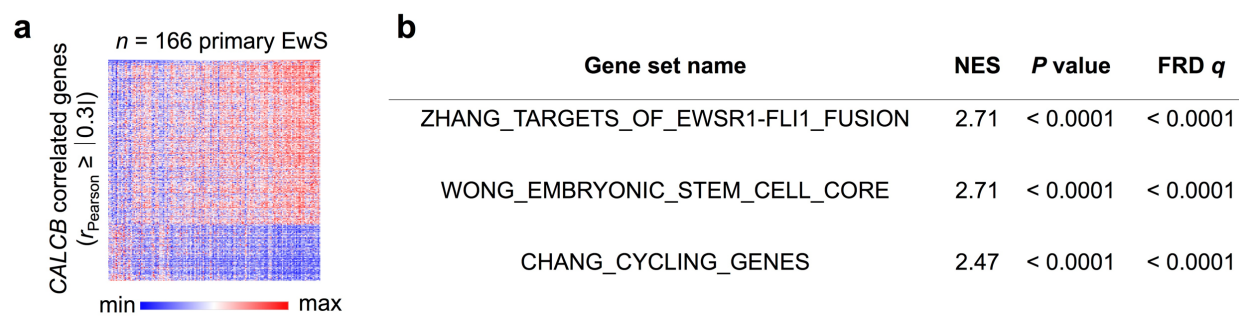 a
n = 166 primary EwS
CALCB correlated genes
(rPearson ≥ |0.3|)
min
max
b
Gene set name NES P value FRD q
ZHANG_TARGETS_OF_EWSR1-FLI1_FUSION 2.71 < 0.0001 < 0.0001
WONG_EMBRYONIC_STEM_CELL_CORE 2.71 < 0.0001 < 0.0001
CHANG_CYCLING_GENES 2.47 < 0.0001 < 0.0001